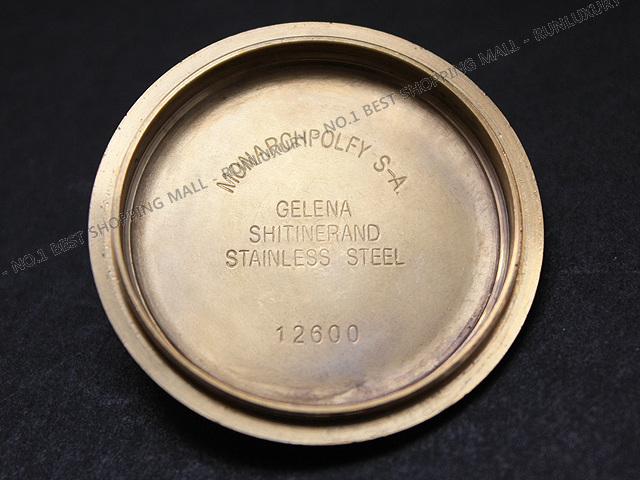 MONARCHPOLFY S-A.
GELENA
SHITINERAND
STAINLESS STEEL
12600
- NO.1 BEST SHOPPING MALL - RUNLUXURY - NO.1 BEST SHOPPING MALL - RUNLUXURY